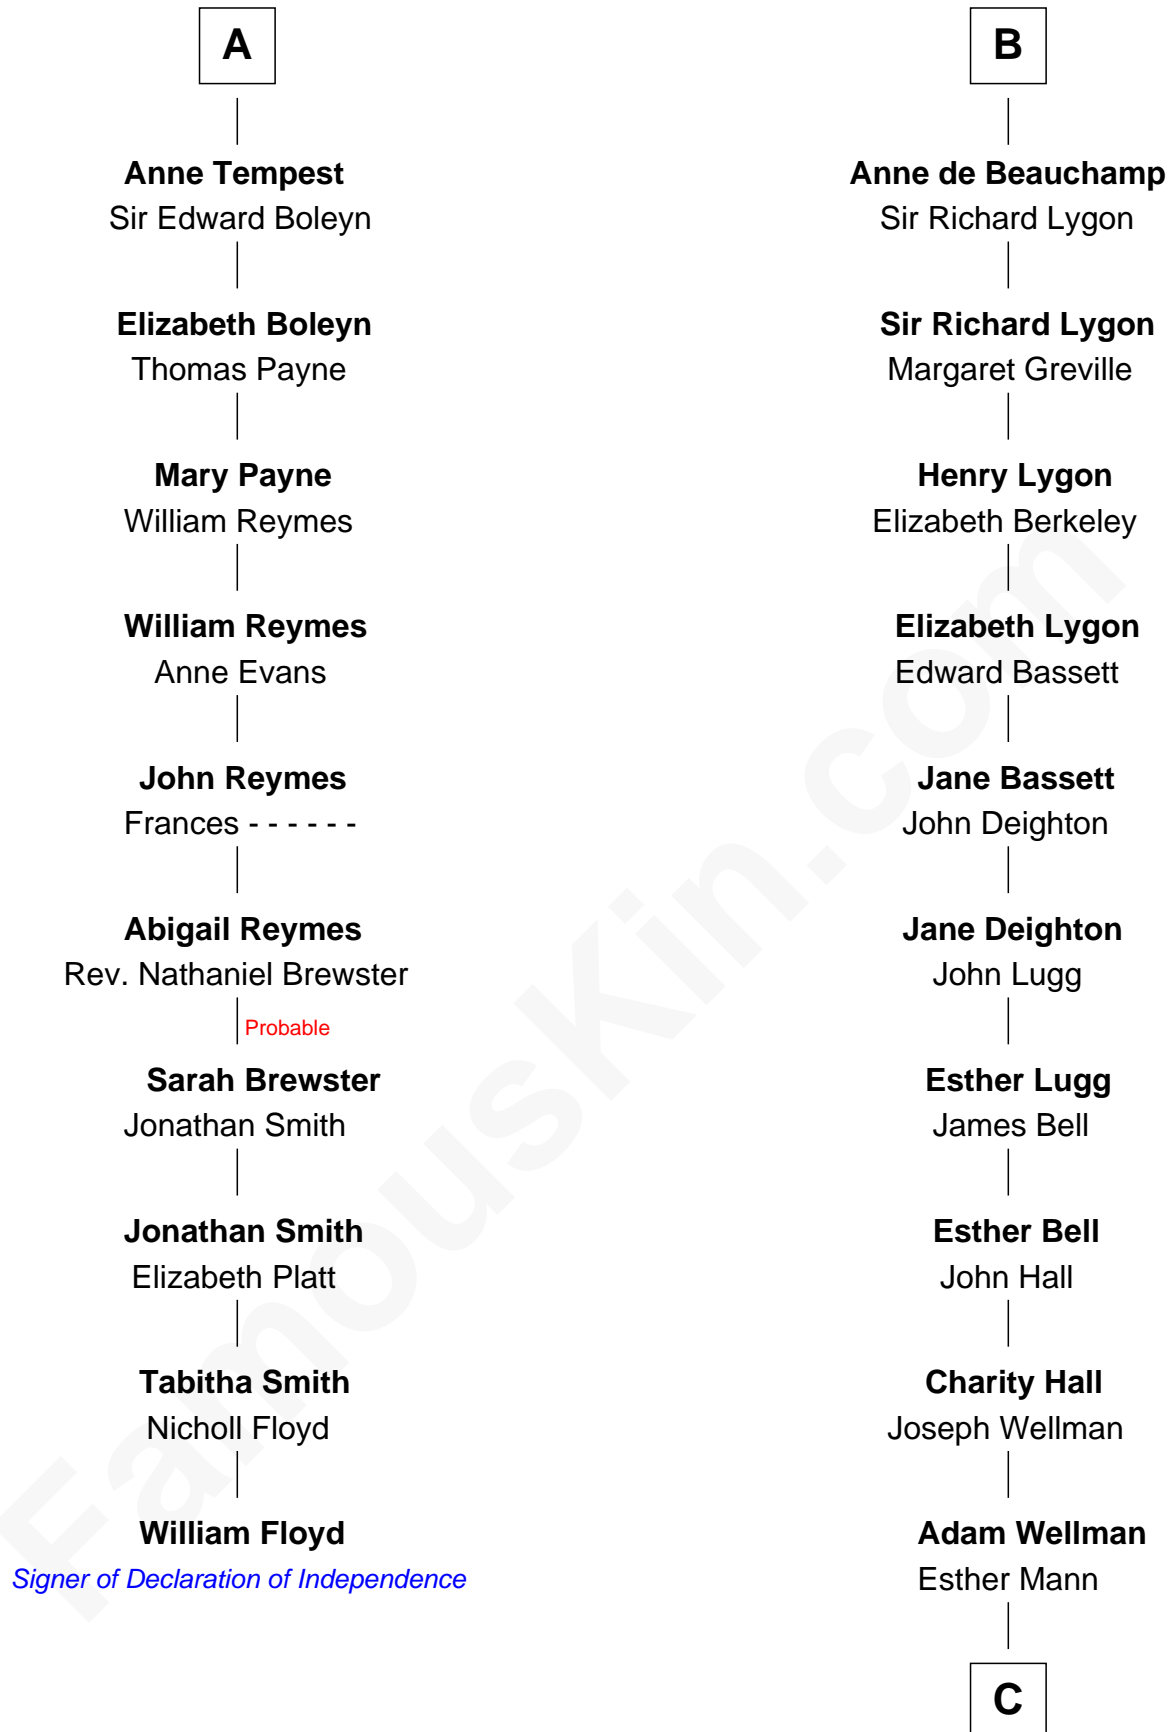 A
Anne Tempest
Sir Edward Boleyn
Elizabeth Boleyn
Thomas Payne
Mary Payne
William Reymes
William Reymes
Anne Evans
John Reymes
Frances - - - - - -
Abigail Reymes
Rev. Nathaniel Brewster
Probable
Sarah Brewster
Jonathan Smith
Jonathan Smith
Elizabeth Platt
Tabitha Smith
Nicholl Floyd
William Floyd
Signer of Declaration of Independence
B
Anne de Beauchamp
Sir Richard Lygon
Sir Richard Lygon
Margaret Greville
Henry Lygon
Elizabeth Berkeley
Elizabeth Lygon
Edward Bassett
Jane Bassett
John Deighton
Jane Deighton
John Lugg
Esther Lugg
James Bell
Esther Bell
John Hall
Charity Hall
Joseph Wellman
Adam Wellman
Esther Mann
C
FamousKin.com